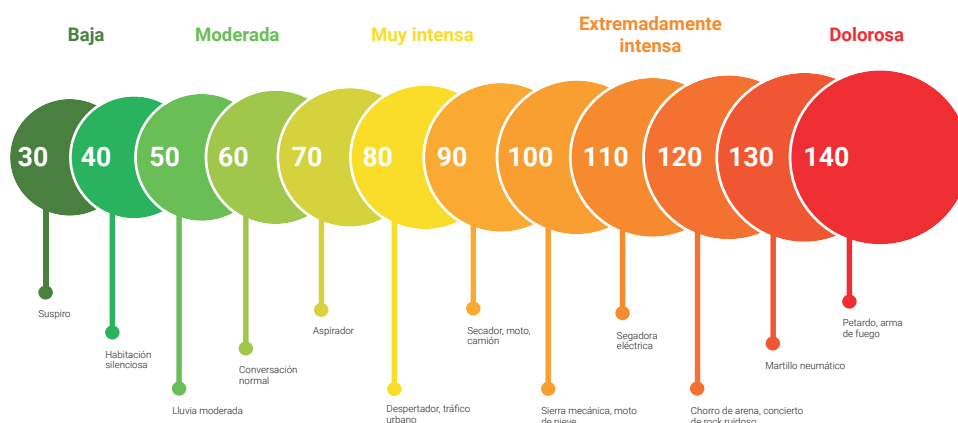 Baja
Moderada
Muy intensa
Extremadamente
intensa
Dolorosa
30
40
50
60
70
80
90
100
110
120
130
140
Suspiro
Habitación
silenciosa
Lluvia moderada
Conversación
normal
Aspirador
Despertador, tráfico
urbano
Secador, moto,
camión
Sierra mecánica, moto
de nieve
Segadora
eléctrica
Chorro de arena, concierto
de rock ruidoso
Martillo neumático
Petardo, arma
de fuego